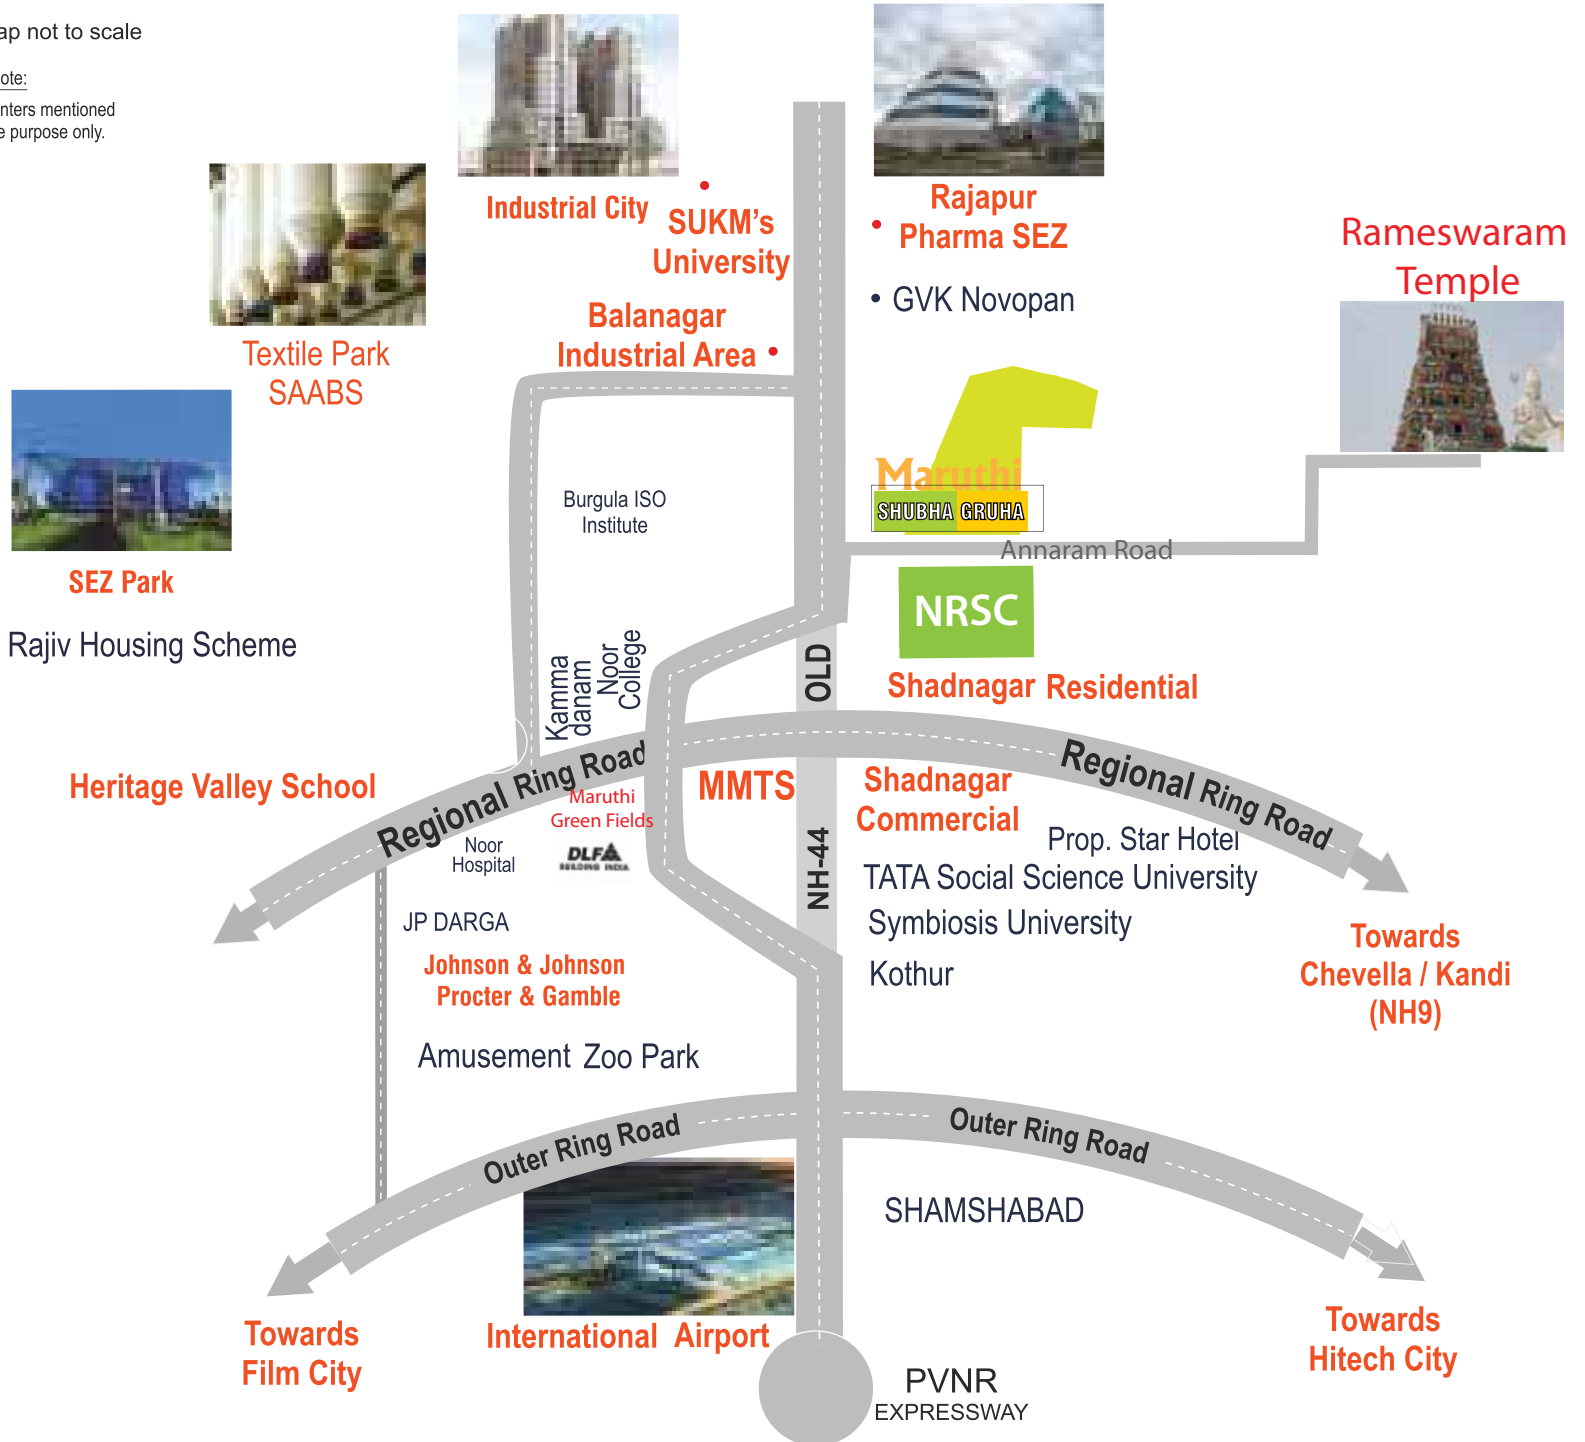 ap not to scale
ote:
nters mentioned
e purpose only.
Industrial City
SUKM's
University
Rajapur
Pharma SEZ
GVK Novopan
Rameswaram
Temple
Balanagar
Industrial Area
Textile Park
SAABS
Maruthi
SHUBHA GRUHA
Annaram Road
Burgula ISO
Institute
SEZ Park
NRSC
Rajiv Housing Scheme
Kamma
danam
Noor
College
OLD
Shadnagar Residential
Heritage Valley School
Regional Ring Road
MMTS
Shadnagar
Commercial
Regional Ring Road
Maruthi
Green Fields
Noor
Hospital
DLF
BUILDING INDIA
NH-44
Prop. Star Hotel
TATA Social Science University
Symbiosis University
Kothur
JP DARGA
Johnson & Johnson
Procter & Gamble
Towards
Chevella / Kandi
(NH9)
Amusement Zoo Park
Outer Ring Road
Outer Ring Road
SHAMSHABAD
International Airport
Towards
Film City
Towards
Hitech City
PVNR
EXPRESSWAY